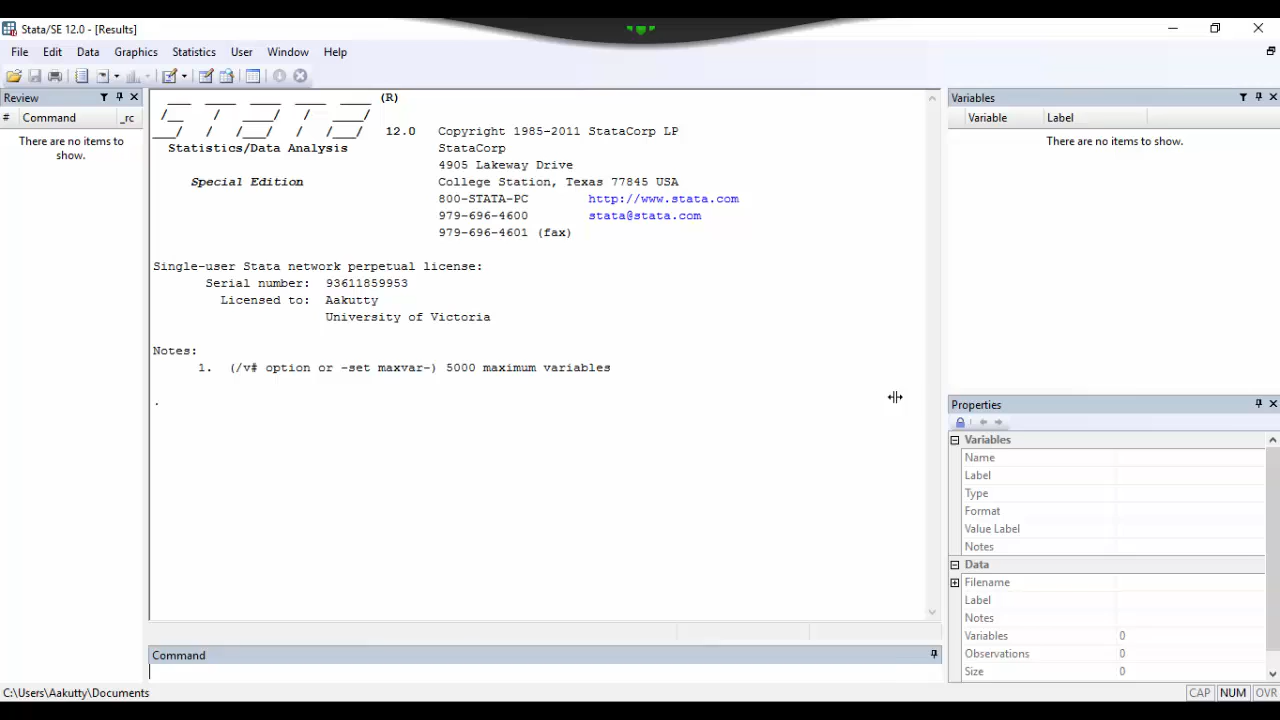 Stata/SE 12.0 - [Results]
File Edit Data Graphics Statistics User Window Help
Review
# Command _rc
There are no items to
show.
(R)
12.0 Copyright 1985-2011 StataCorp LP
Statistics/Data Analysis StataCorp
4905 Lakeway Drive
Special Edition College Station, Texas 77845 USA
800-STATA-PC http://www.stata.com
979-696-4600 stata@stata.com
979-696-4601 (fax)
Single-user Stata network perpetual license:
Serial number: 93611859953
Licensed to: Aakutty
University of Victoria
Notes:
1. (/v# option or -set maxvar-) 5000 maximum variables
.
Command
Variables
Variable Label
There are no items to show.
Properties
Variables
Name
Label
Type
Format
Value Label
Notes
Data
Filename
Label
Notes
Variables 0
Observations 0
Size 0
C:\Users\Aakutty\Documents
CAP NUM OVR